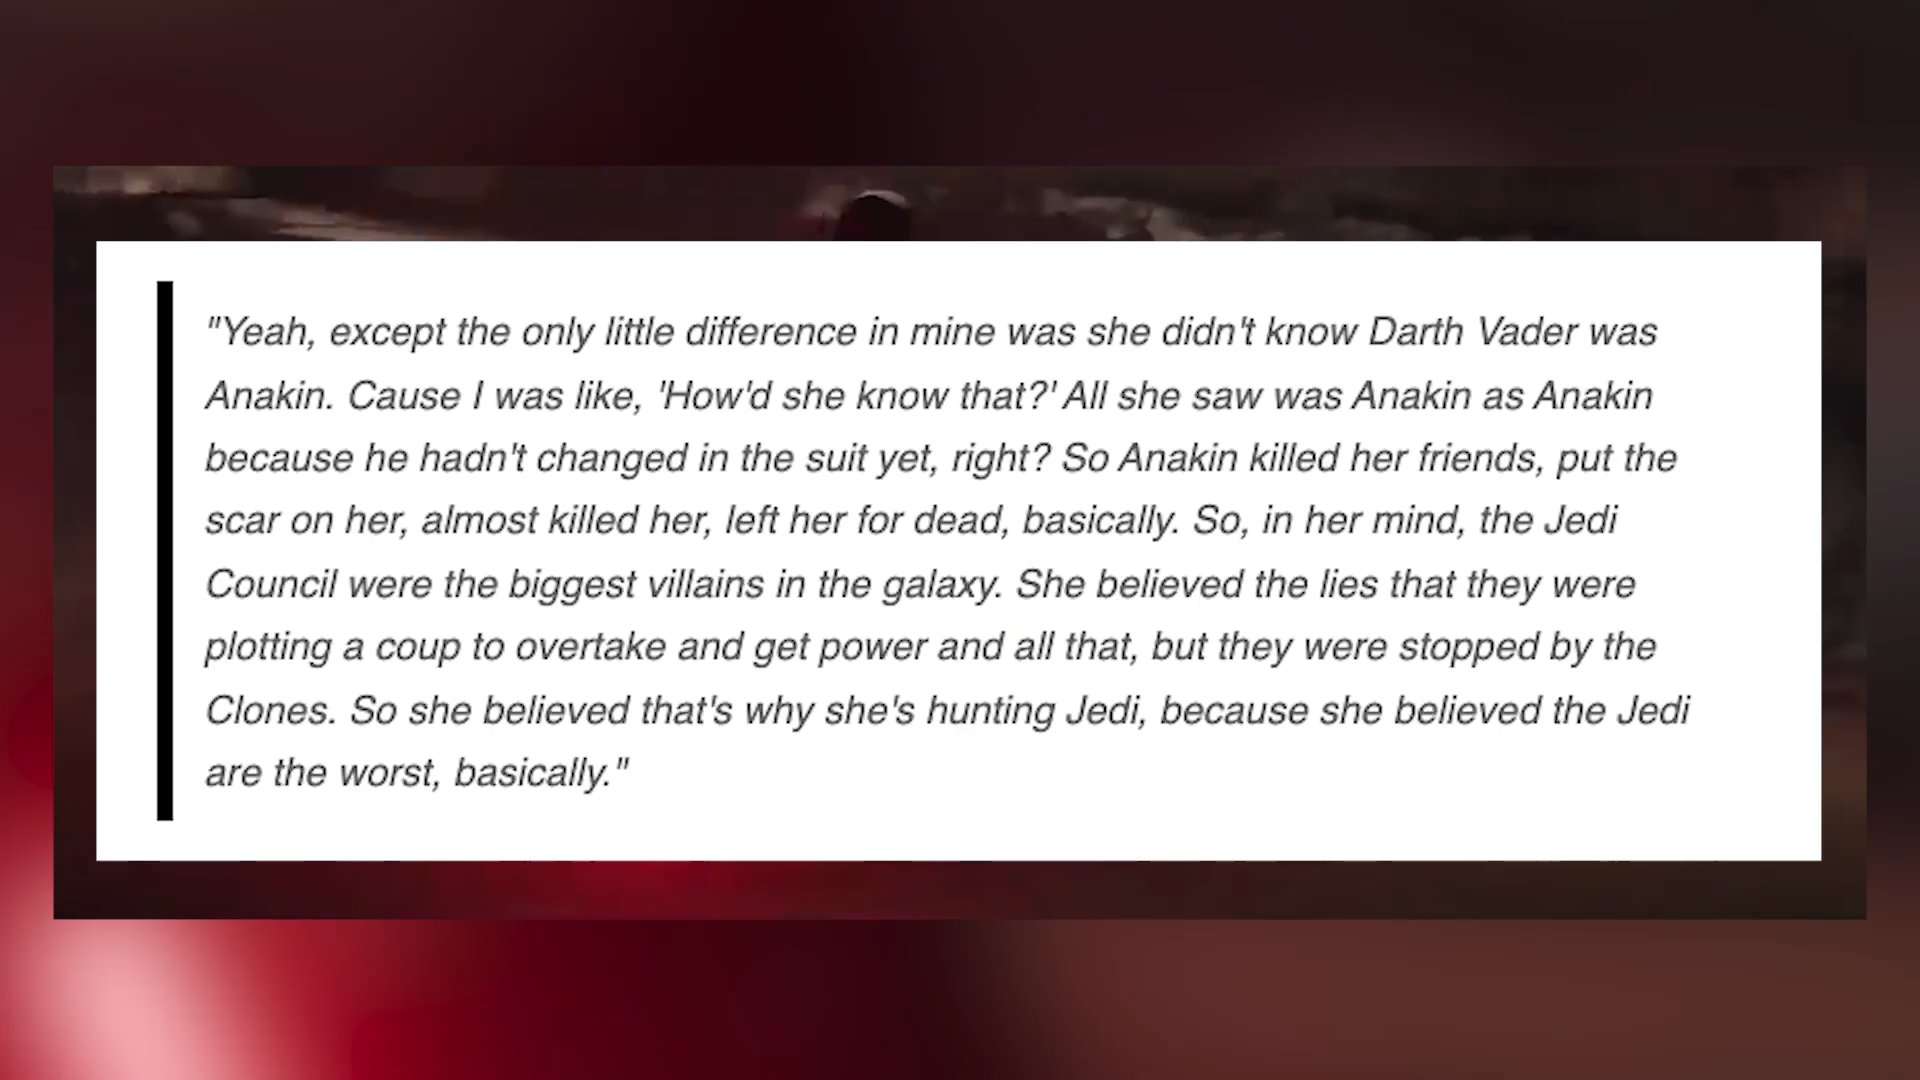 "Yeah, except the only little difference in mine was she didn't know Darth Vader was
Anakin. Cause I was like, 'How'd she know that?' All she saw was Anakin as Anakin
because he hadn't changed in the suit yet, right? So Anakin killed her friends, put the
scar on her, almost killed her, left her for dead, basically. So, in her mind, the Jedi
Council were the biggest villains in the galaxy. She believed the lies that they were
plotting a coup to overtake and get power and all that, but they were stopped by the
Clones. So she believed that's why she's hunting Jedi, because she believed the Jedi
are the worst, basically."